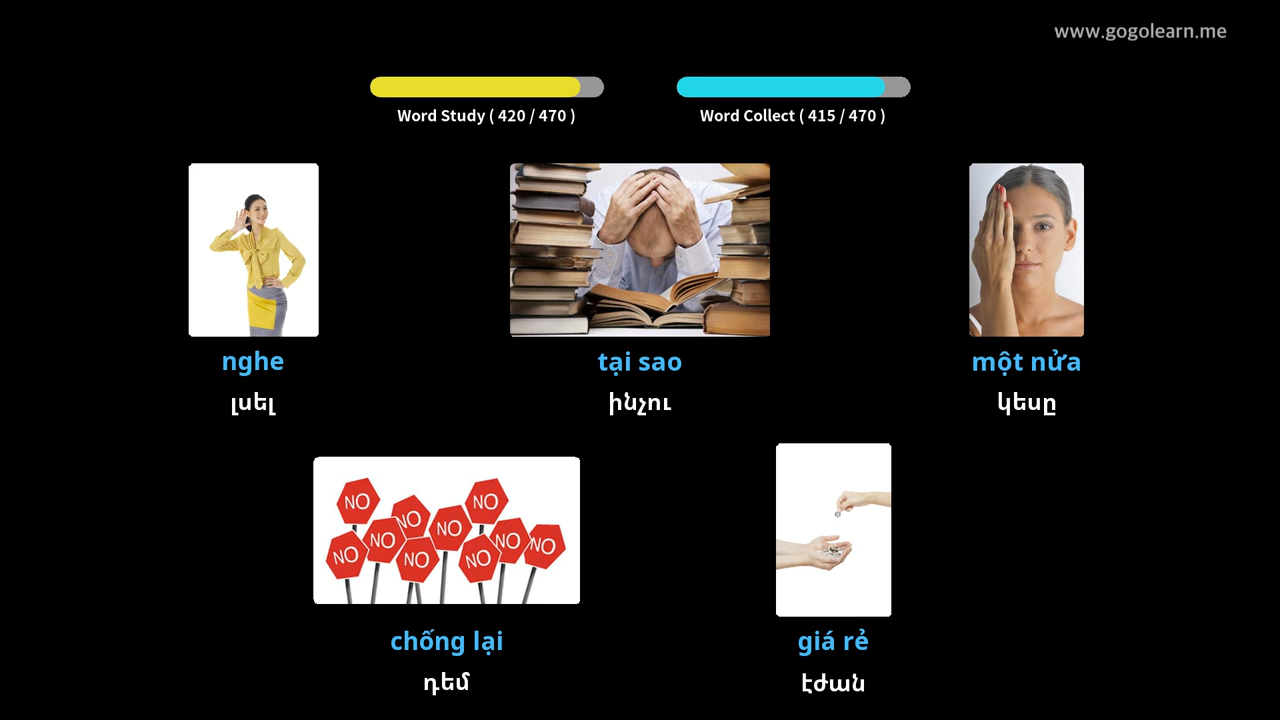 www.gogolearn.me
Word Study ( 420 / 470 )
Word Collect ( 415 / 470 )
nghe
լսել
tại sao
ինչու
một nửa
կեսը
NO
NO
NO
NO
NO
NO
NO
NO
NO
NO
chống lại
դեմ
giá rẻ
էժան